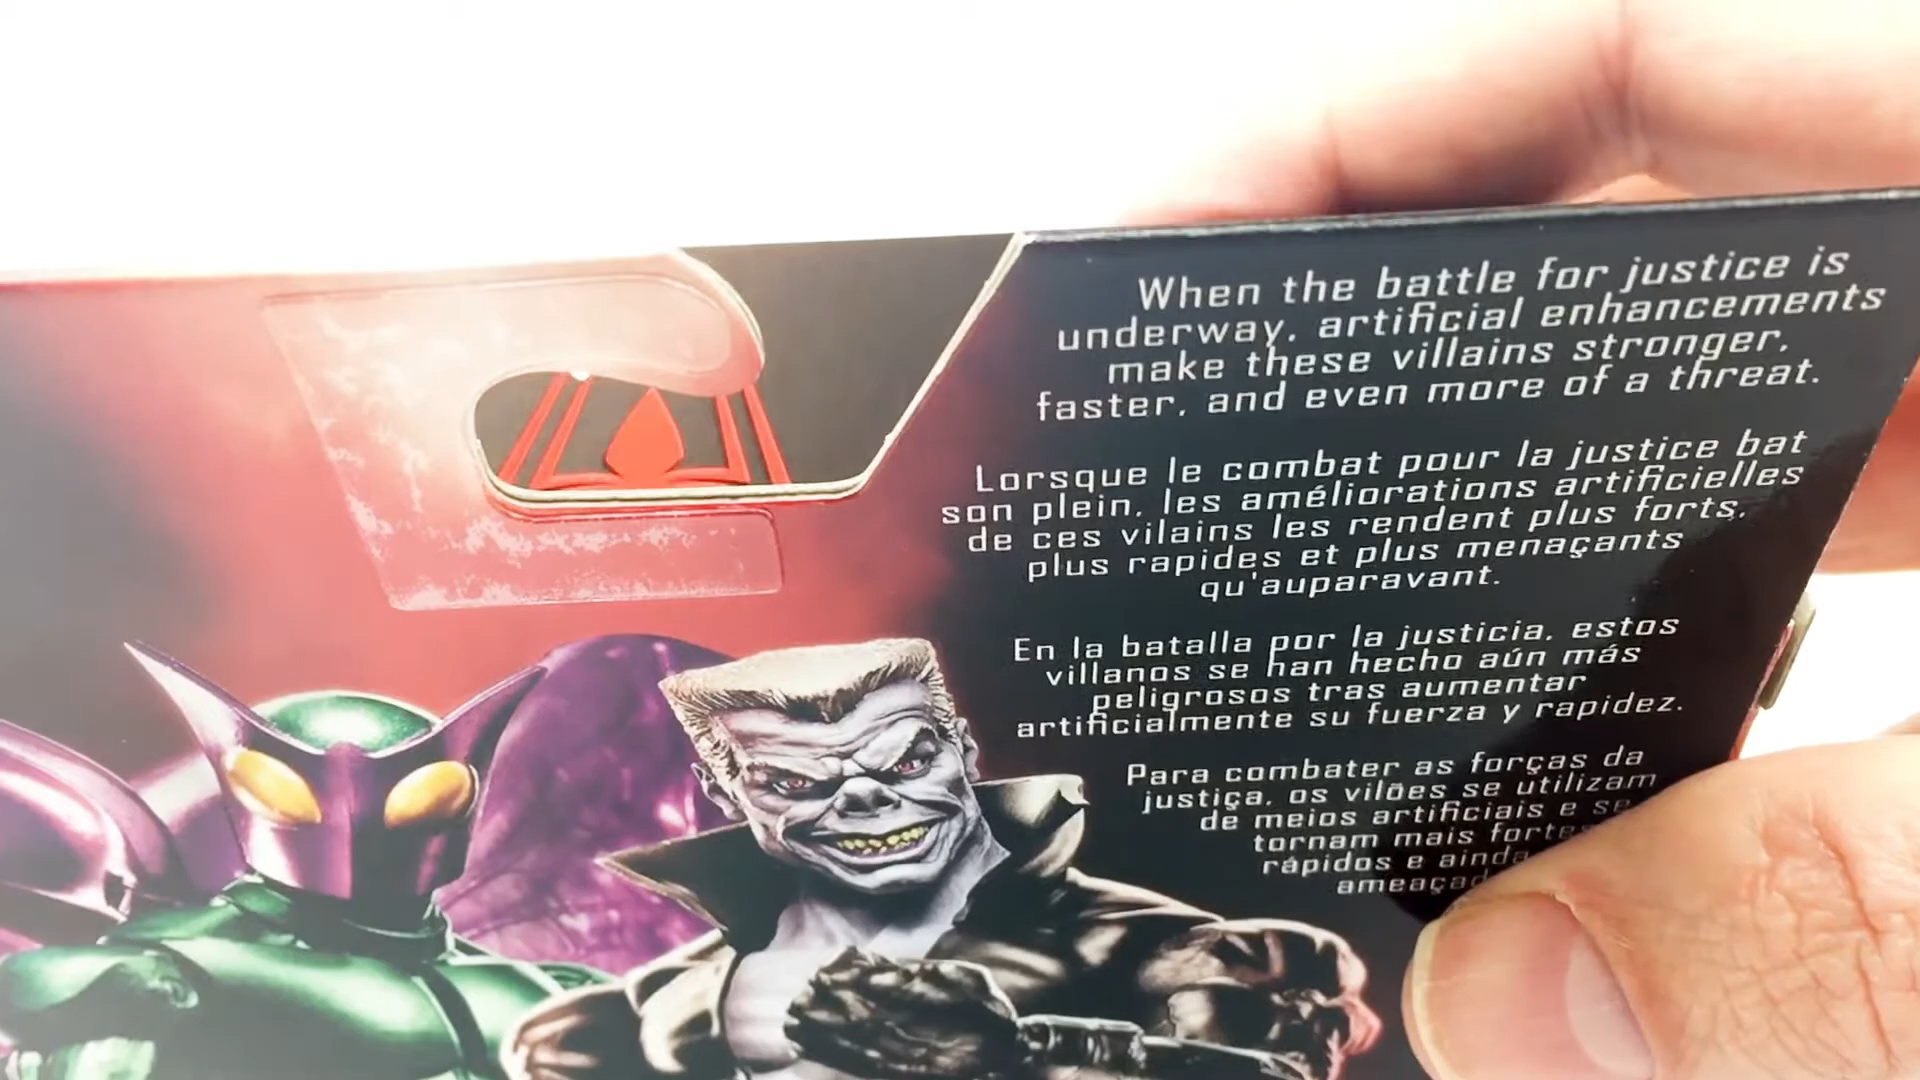 When the battle for justice is
underway, artificial enhancements
make these villains stronger,
faster, and even more of a threat.
Lorsque le combat pour la justice bat
son plein, les améliorations artificielles
de ces vilains les rendent plus forts,
plus rapides et plus menaçants
qu'auparavant.
En la batalla por la justicia, estos
villanos se han hecho aún más
peligrosos tras aumentar
artificialmente su fuerza y rapidez.
Para combater as forças da
justiça, os vilões se utilizam
de meios artificiais e se
tornam mais
rápidos e ainda